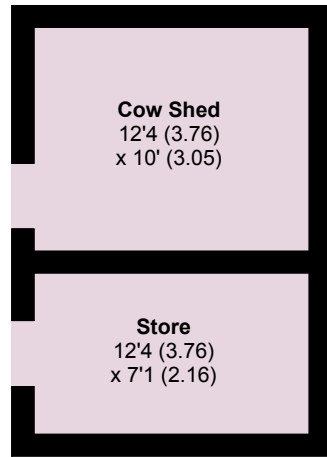 Cow Shed
12'4 (3.76)
x 10' (3.05)
Store
12'4 (3.76)
x 7'1 (2.16)